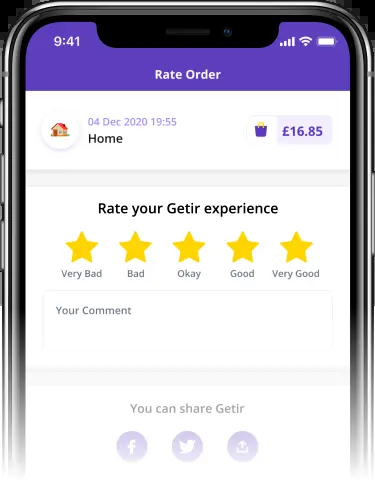 9:41
Rate Order
04 Dec 2020 19:55
Home
£16.85
Rate your Getir experience
Very Bad Bad Okay Good Very Good
Your Comment
You can share Getir